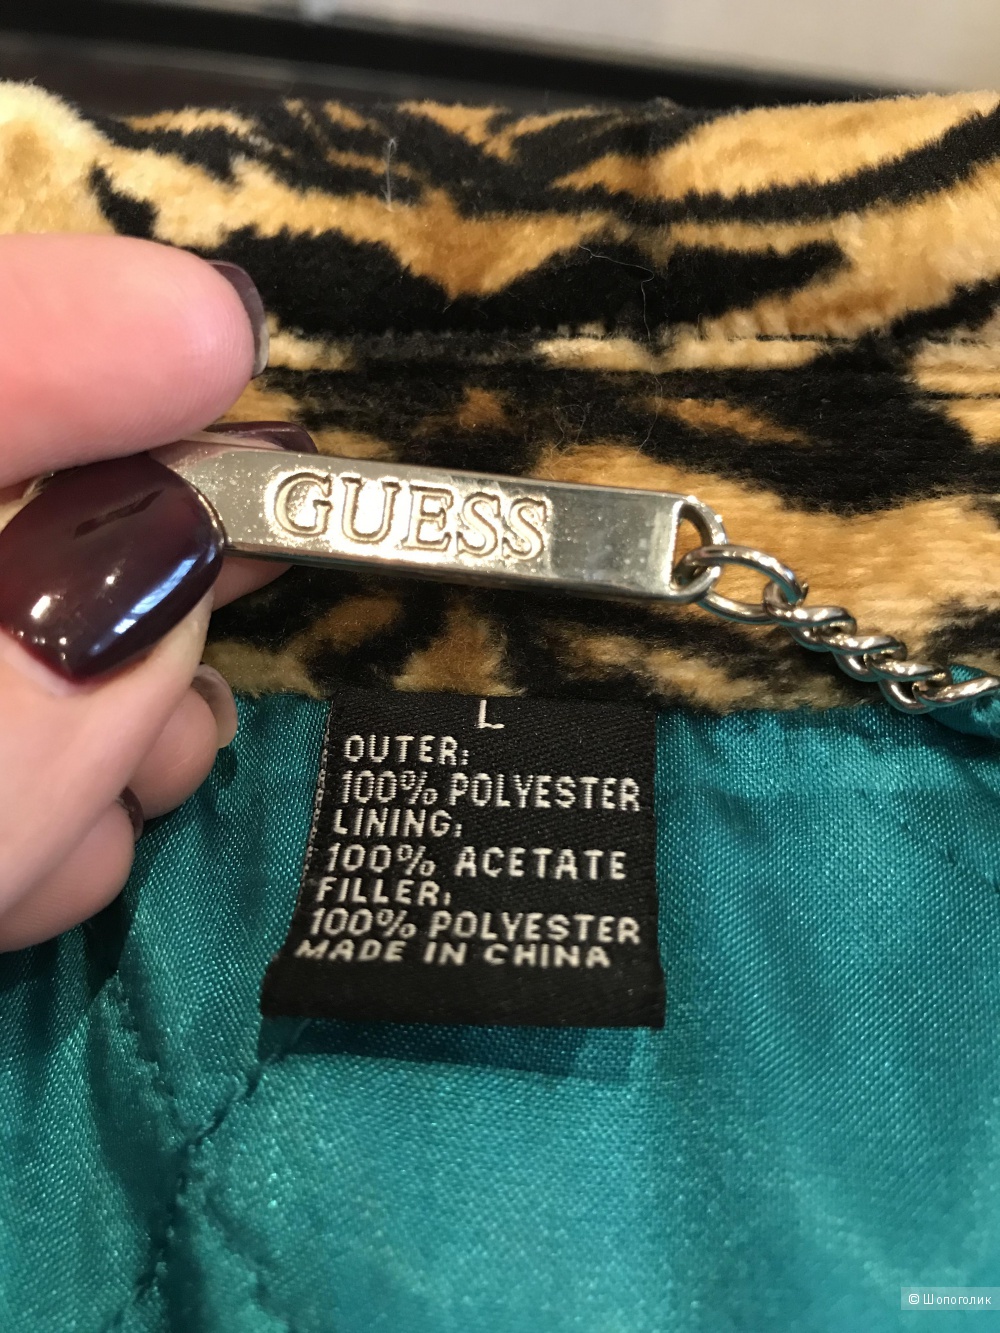 GUESS
L
OUTER:
100% POLYESTER
LINING:
100% ACETATE
FILLER:
100% POLYESTER
MADE IN CHINA
© Шопоголик